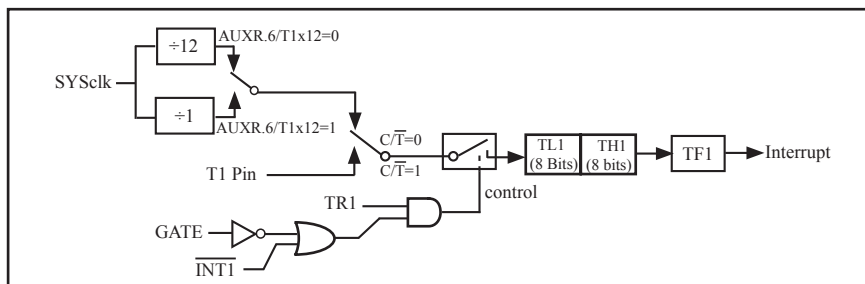 ÷12
AUXR.6/T1x12=0
SYSclk
÷1
AUXR.6/T1x12=1
C/T̅=0
C/T̅=1
T1 Pin
TL1
(8 Bits)
TH1
(8 bits)
TF1
Interrupt
control
TR1
GATE
I̅N̅T̅1̅